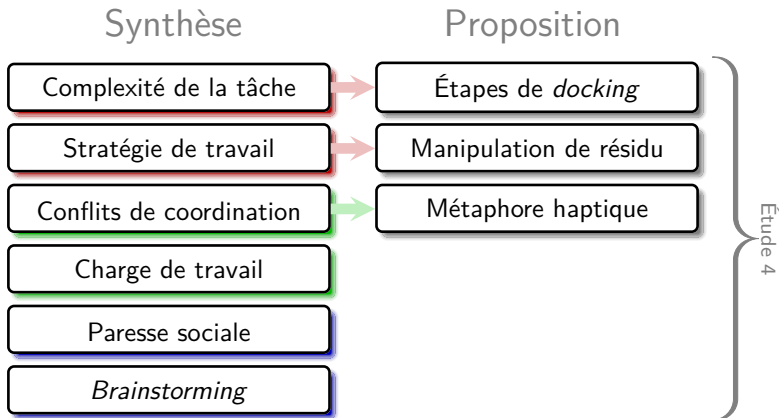 Synthèse
Proposition
Complexité de la tâche
Étapes de docking
Stratégie de travail
Manipulation de résidu
Conflits de coordination
Métaphore haptique
Charge de travail
Paresse sociale
Brainstorming
Étude 4